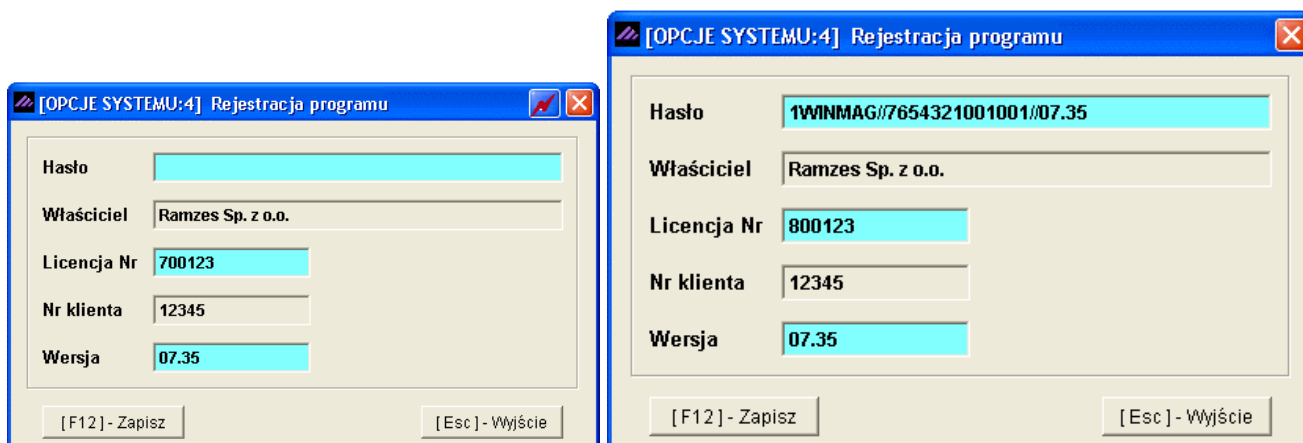 [OPCJE SYSTEMU:4] Rejestracja programu
Hasło
Właściciel Ramzes Sp. z o.o.
Licencja Nr 700123
Nr klienta 12345
Wersja 07.35
[ F12 ] - Zapisz [ Esc ] - Wyjście
[OPCJE SYSTEMU:4] Rejestracja programu
Hasło 1WINMAG//7654321001001//07.35
Właściciel Ramzes Sp. z o.o.
Licencja Nr 800123
Nr klienta 12345
Wersja 07.35
[ F12 ] - Zapisz [ Esc ] - Wyjście